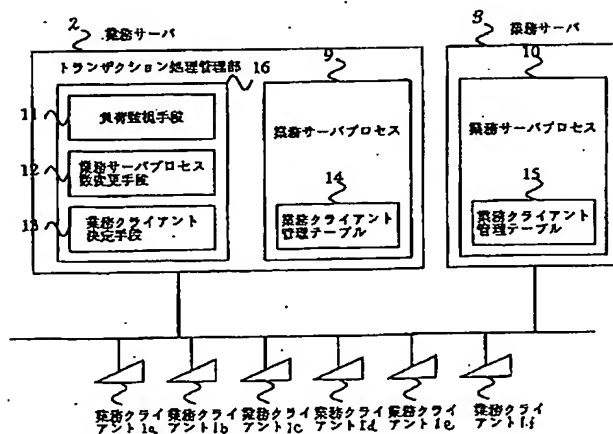 2
業務サーバ
3
業務サーバ
トランザクション処理管理部
16
9
10
11
負荷監視手段
12
業務サーバプロセス
数変更手段
13
業務クライアント
決定手段
業務サーバプロセス
14
業務クライアント
管理テーブル
業務サーバプロセス
15
業務クライアント
管理テーブル
業務クライ
アント1a
業務クライ
アント1b
業務クライ
アント1c
業務クライ
アント1d
業務クライ
アント1e
業務クライ
アント1f